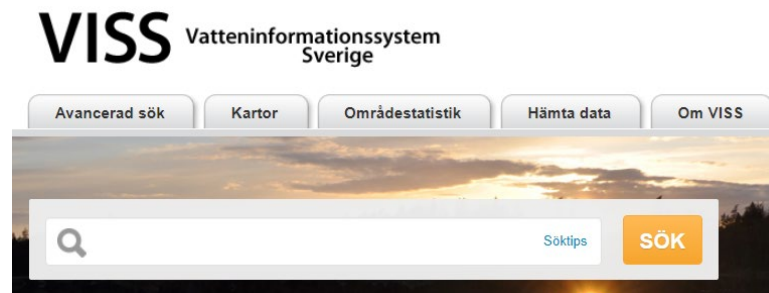 VISS Vatteninformationssystem
Sverige
Avancerad sök Kartor Områdestatistik Hämta data Om VISS
Söktips SÖK